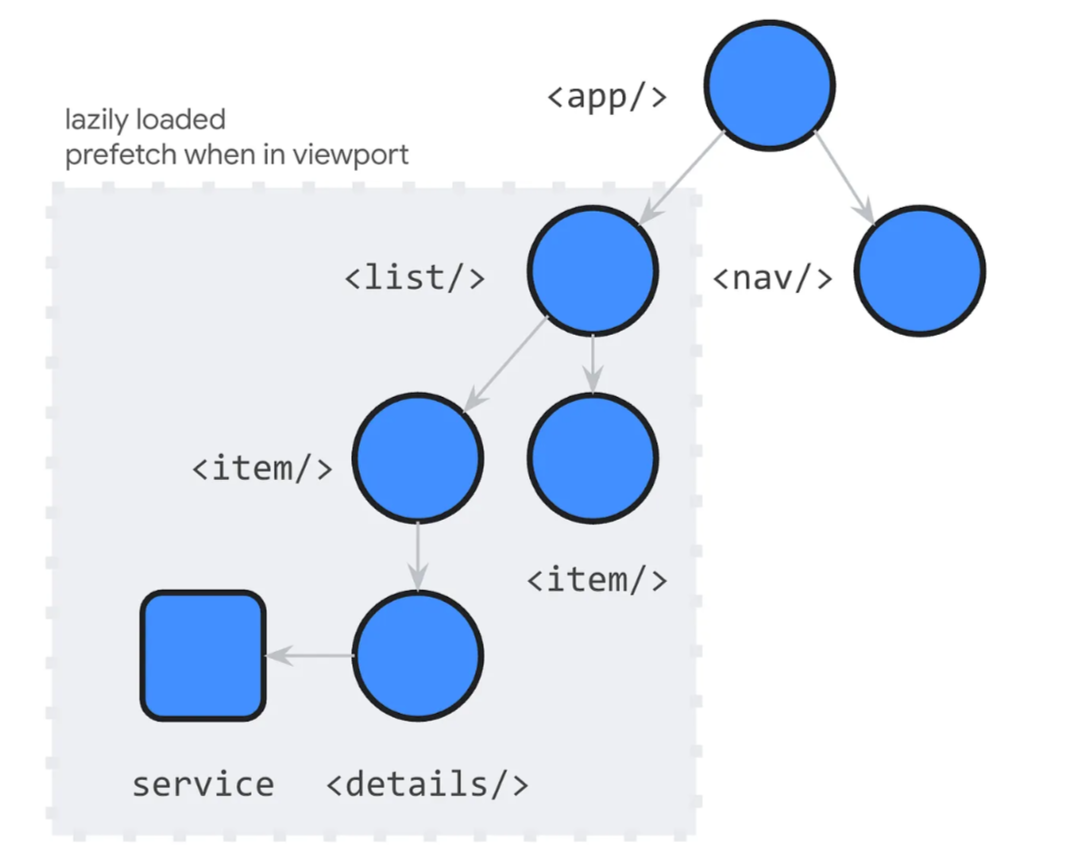 <app/>
lazily loaded
prefetch when in viewport
<list/>
<nav/>
<item/>
<item/>
service
<details/>